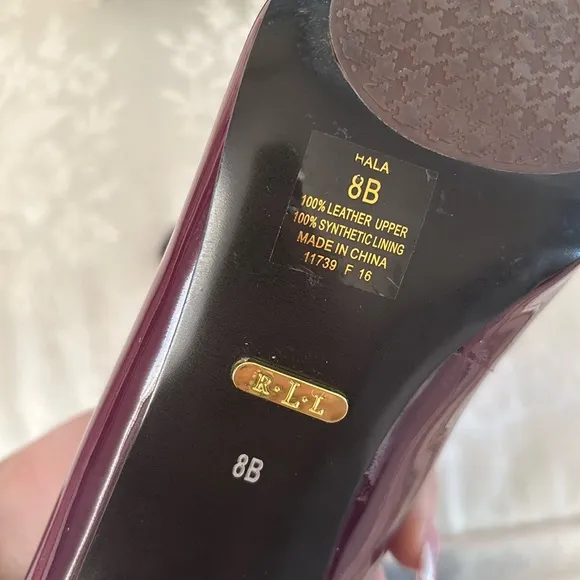 HALA
8B
100% LEATHER UPPER
100% SYNTHETIC LINING
MADE IN CHINA
11739 F 16
R·L·L
8B